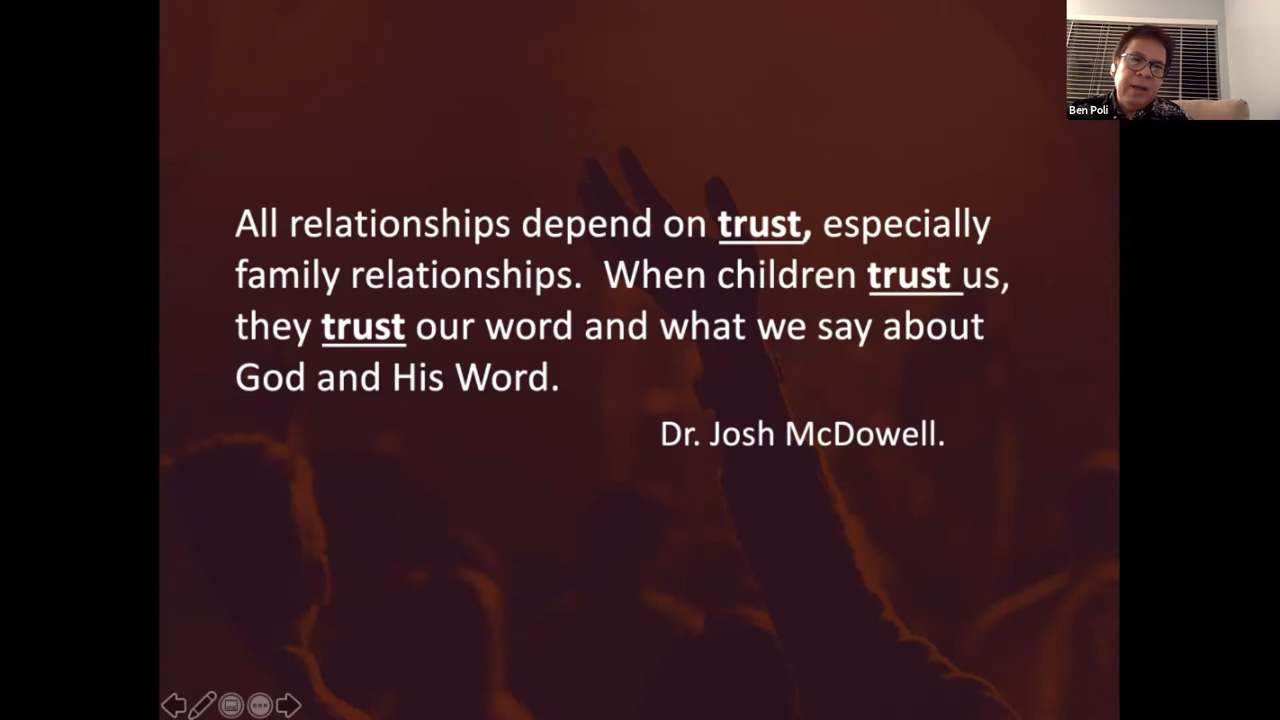 Ben Poli
All relationships depend on trust, especially
family relationships.  When children trust us,
they trust our word and what we say about
God and His Word.
Dr. Josh McDowell.